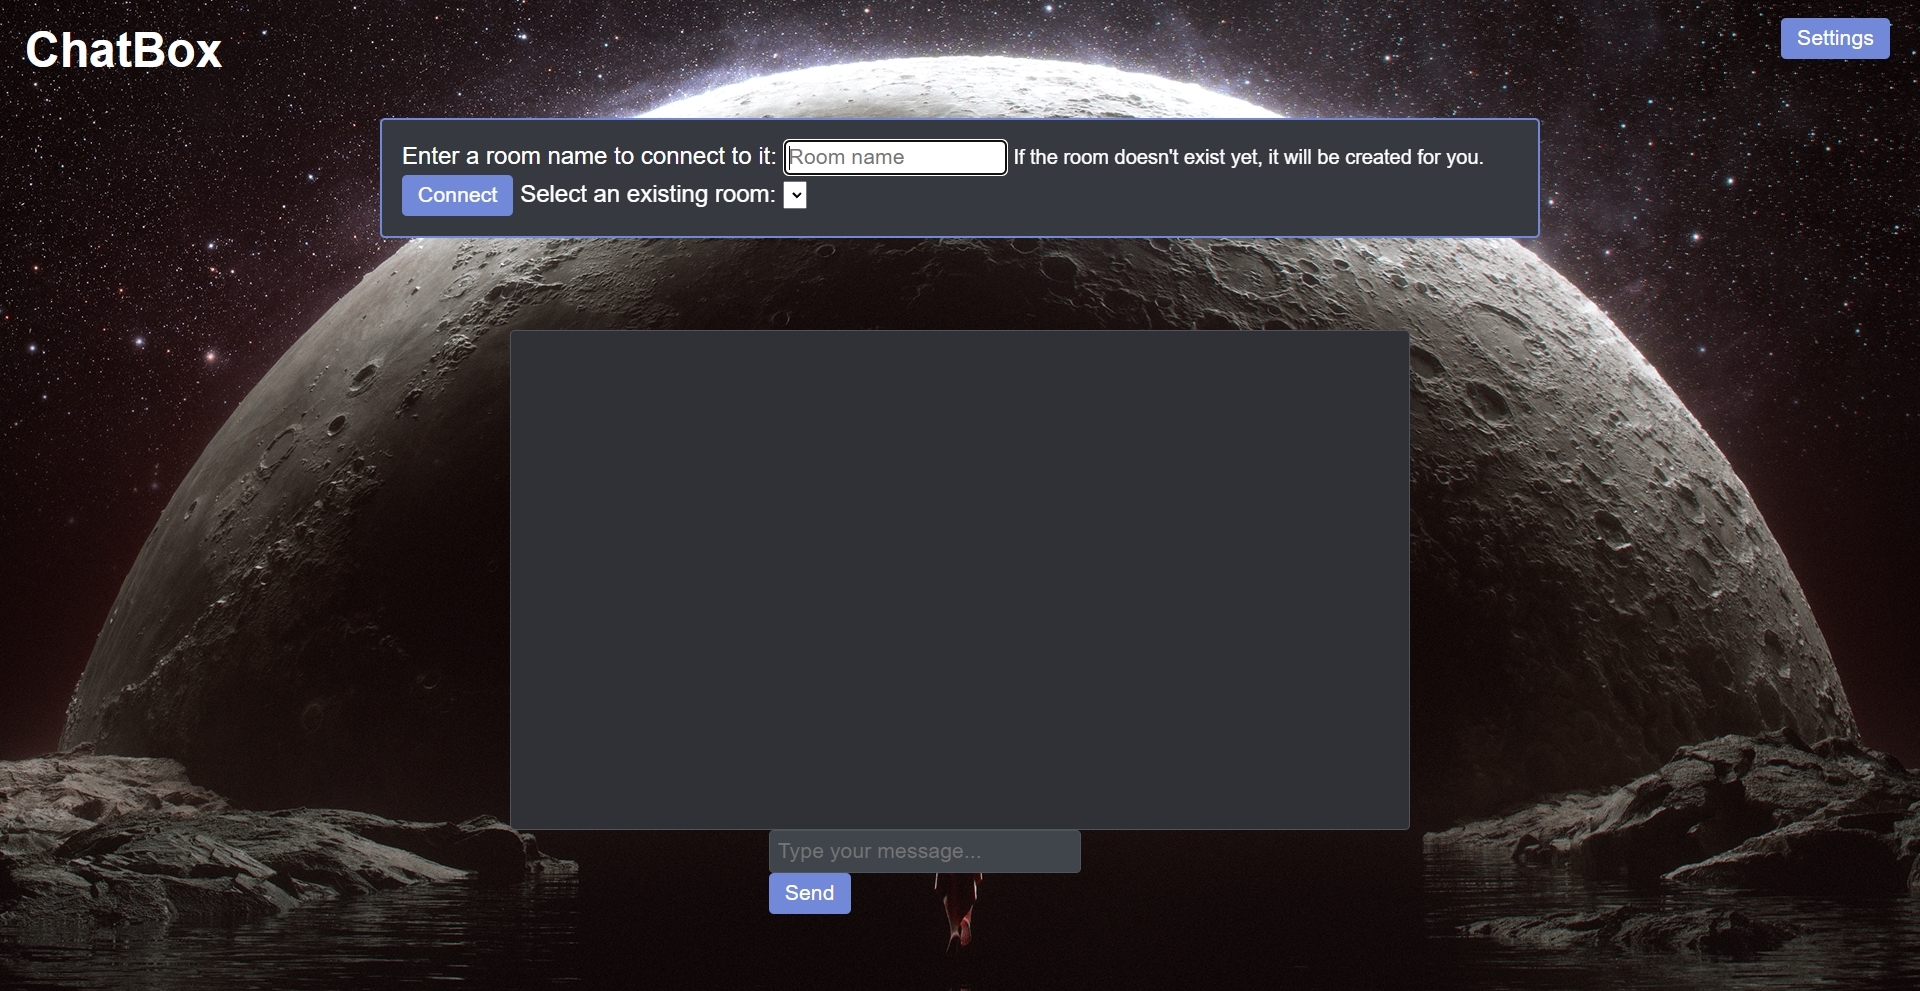 ChatBox
Settings
Enter a room name to connect to it: Room name If the room doesn't exist yet, it will be created for you.
Connect Select an existing room:
Type your message...
Send